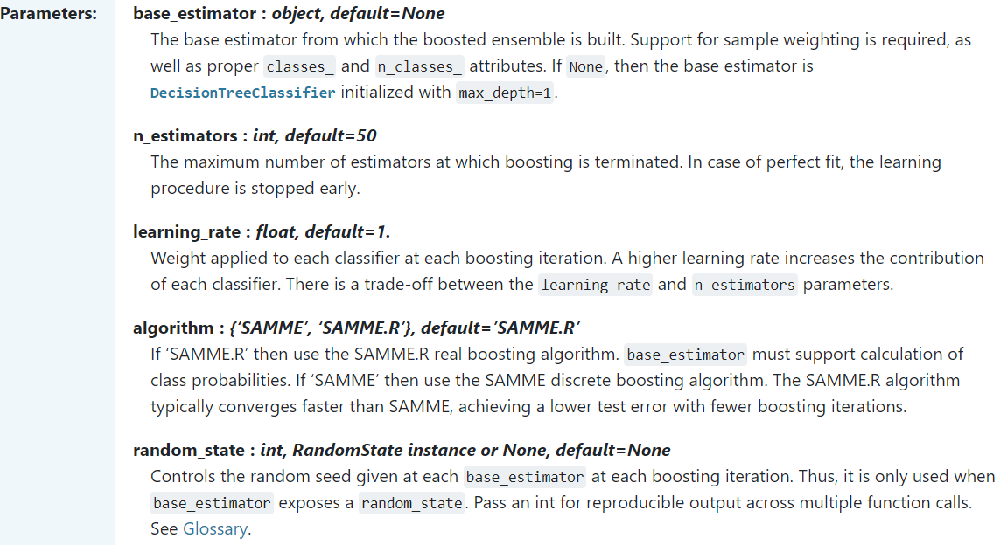 Parameters:
base_estimator : object, default=None
The base estimator from which the boosted ensemble is built. Support for sample weighting is required, as
well as proper classes_ and n_classes_ attributes. If None, then the base estimator is
DecisionTreeClassifier initialized with max_depth=1.
n_estimators : int, default=50
The maximum number of estimators at which boosting is terminated. In case of perfect fit, the learning
procedure is stopped early.
learning_rate : float, default=1.
Weight applied to each classifier at each boosting iteration. A higher learning rate increases the contribution
of each classifier. There is a trade-off between the learning_rate and n_estimators parameters.
algorithm : {‘SAMME’, ‘SAMME.R’}, default=’SAMME.R’
If ‘SAMME.R’ then use the SAMME.R real boosting algorithm. base_estimator must support calculation of
class probabilities. If ‘SAMME’ then use the SAMME discrete boosting algorithm. The SAMME.R algorithm
typically converges faster than SAMME, achieving a lower test error with fewer boosting iterations.
random_state : int, RandomState instance or None, default=None
Controls the random seed given at each base_estimator at each boosting iteration. Thus, it is only used when
base_estimator exposes a random_state. Pass an int for reproducible output across multiple function calls.
See Glossary.